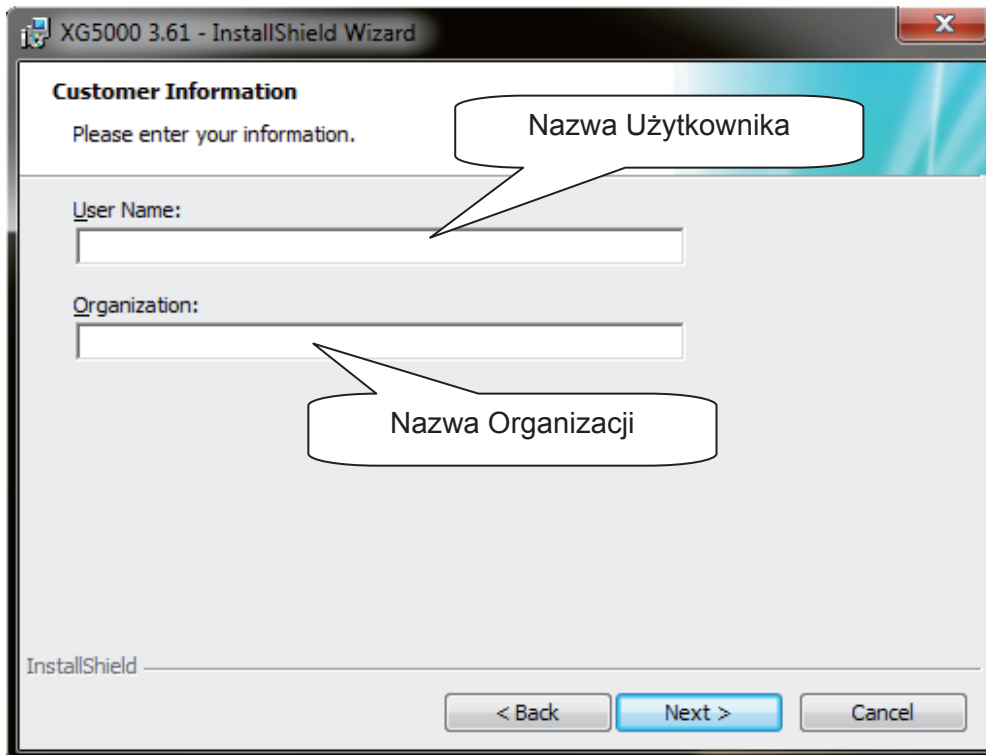 XG5000 3.61 - InstallShield Wizard
Customer Information
Please enter your information.
Nazwa Użytkownika
User Name:
Organization:
Nazwa Organizacji
InstallShield
< Back
Next >
Cancel